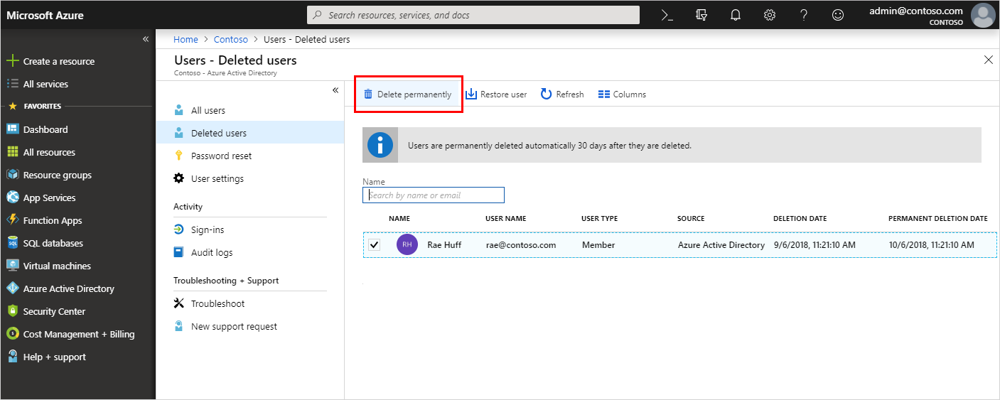 Microsoft Azure
Search resources, services, and docs
admin@contoso.com
CONTOSO
Create a resource
All services
FAVORITES
Dashboard
All resources
Resource groups
App Services
Function Apps
SQL databases
Virtual machines
Azure Active Directory
Security Center
Cost Management + Billing
Help + support
Home > Contoso > Users - Deleted users
Users - Deleted users
Contoso - Azure Active Directory
All users
Deleted users
Password reset
User settings
Activity
Sign-ins
Audit logs
Troubleshooting + Support
Troubleshoot
New support request
Delete permanently Restore user Refresh Columns
Users are permanently deleted automatically 30 days after they are deleted.
Name
Search by name or email
NAME USER NAME USER TYPE SOURCE DELETION DATE PERMANENT DELETION DATE
RH Rae Huff rae@contoso.com Member Azure Active Directory 9/6/2018, 11:21:10 AM 10/6/2018, 11:21:10 AM